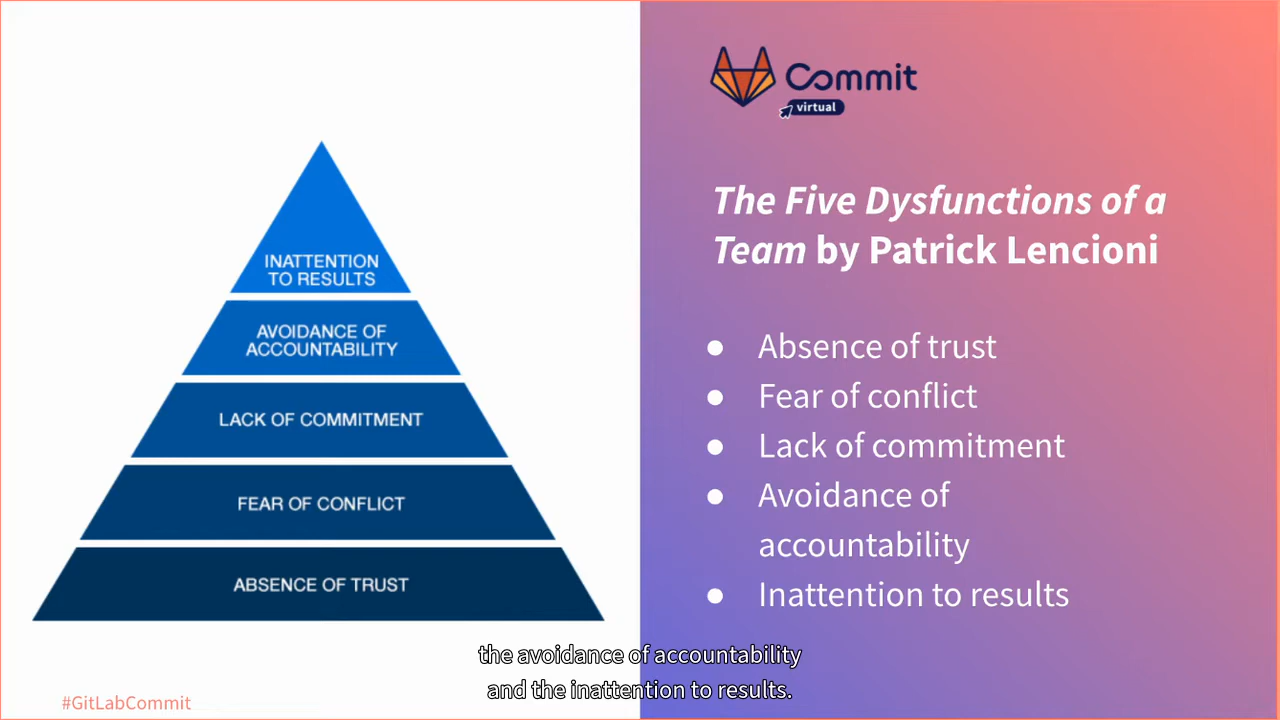 INATTENTION
TO RESULTS
AVOIDANCE OF
ACCOUNTABILITY
LACK OF COMMITMENT
FEAR OF CONFLICT
ABSENCE OF TRUST
#GitLabCommit
Commit
virtual
The Five Dysfunctions of a
Team by Patrick Lencioni
● Absence of trust
● Fear of conflict
● Lack of commitment
● Avoidance of
accountability
● Inattention to results
the avoidance of accountability
and the inattention to results.